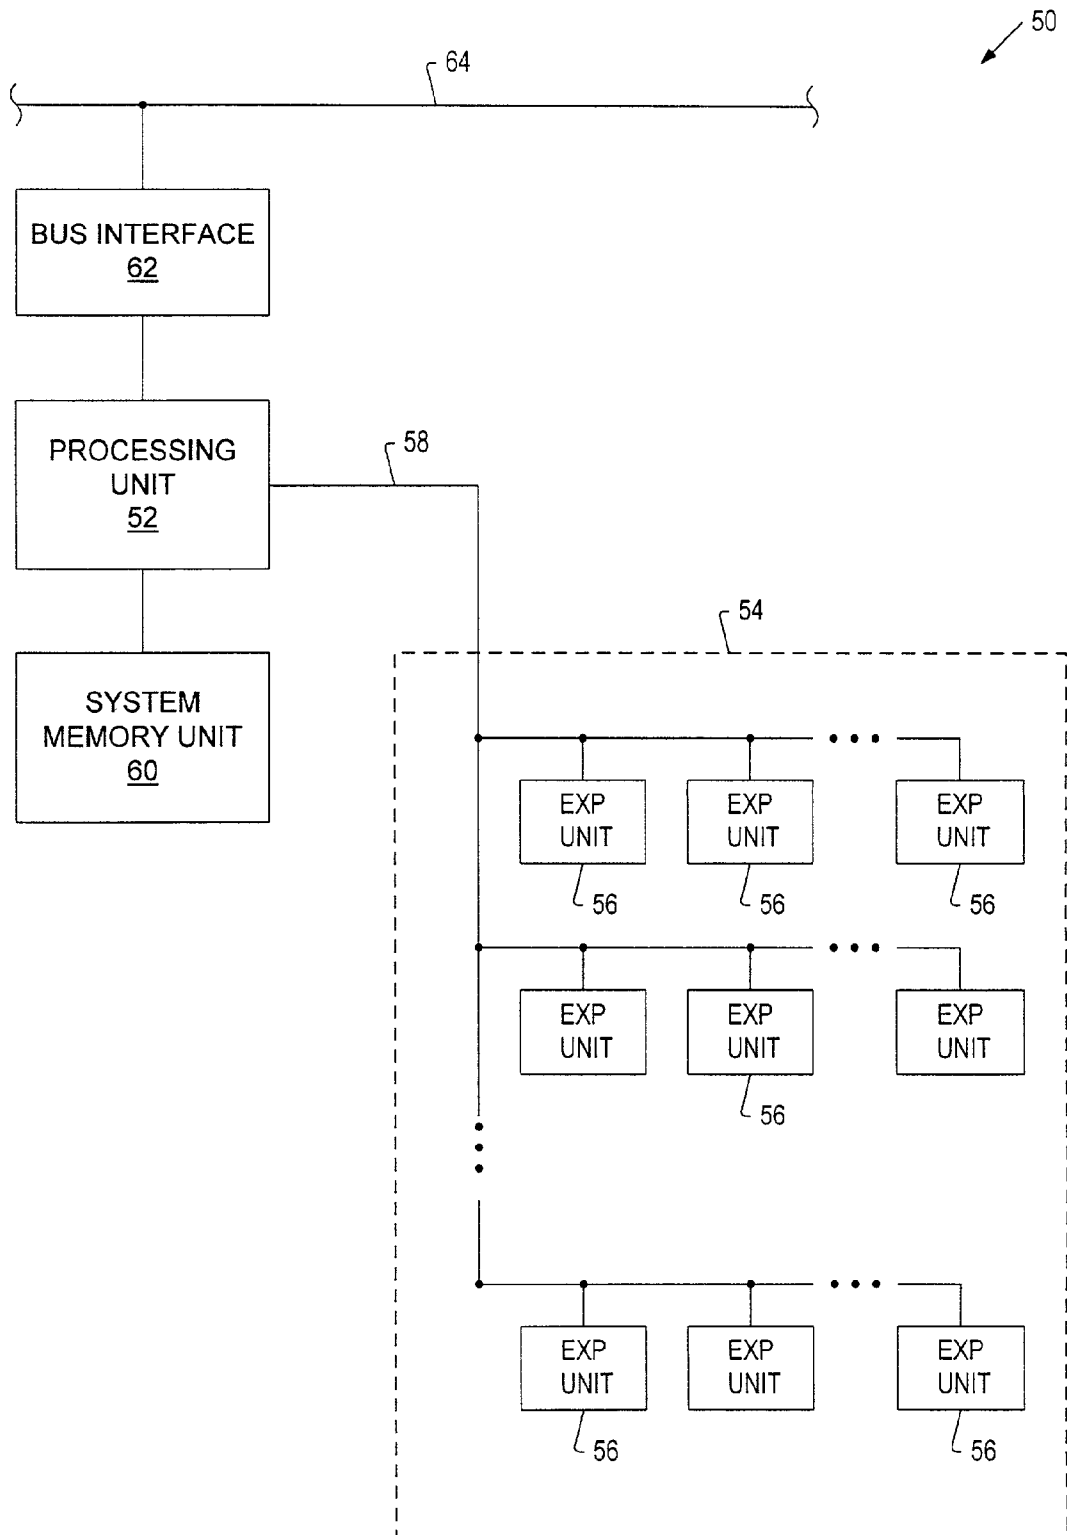 50
64
BUS INTERFACE
62
PROCESSING
UNIT
52
58
SYSTEM
MEMORY UNIT
60
54
EXP
UNIT
EXP
UNIT
EXP
UNIT
56
56
56
EXP
UNIT
EXP
UNIT
EXP
UNIT
56
EXP
UNIT
EXP
UNIT
EXP
UNIT
56
56